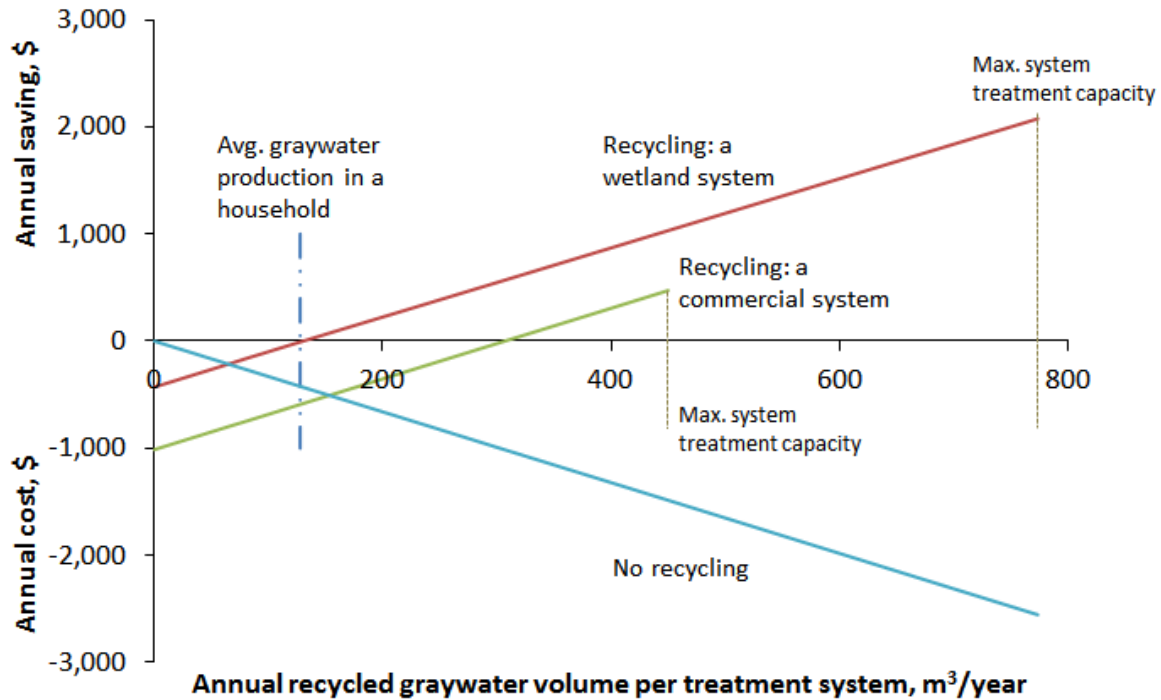 3,000
2,000
1,000
0
-1,000
-2,000
-3,000
Annual saving, $
Annual cost, $
Avg. graywater
production in a
household
Recycling: a
wetland system
Max. system
treatment capacity
Recycling: a
commercial system
0
200
400
600
800
Max. system
treatment capacity
No recycling
Annual recycled graywater volume per treatment system, m³/year